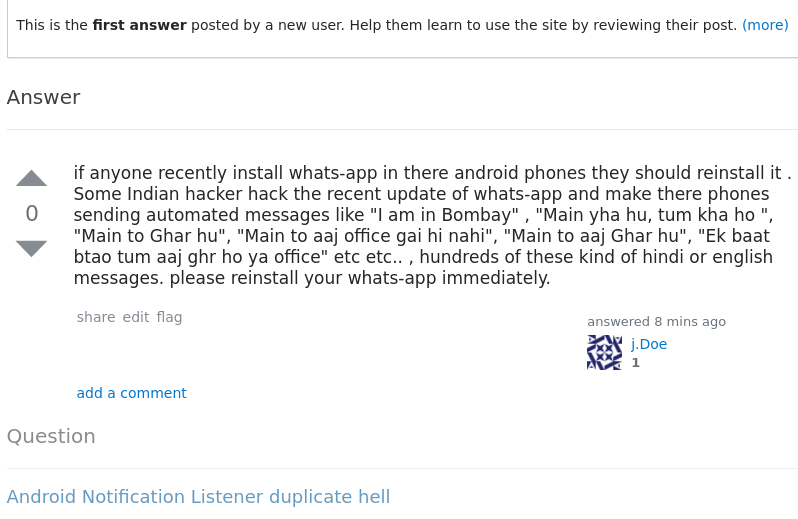 This is the first answer posted by a new user. Help them learn to use the site by reviewing their post. (more)
Answer
0
if anyone recently install whats-app in there android phones they should reinstall it .
Some Indian hacker hack the recent update of whats-app and make there phones
sending automated messages like "I am in Bombay" , "Main yha hu, tum kha ho ",
"Main to Ghar hu", "Main to aaj office gai hi nahi", "Main to aaj Ghar hu", "Ek baat
btao tum aaj ghr ho ya office" etc etc.. , hundreds of these kind of hindi or english
messages. please reinstall your whats-app immediately.
share edit flag
answered 8 mins ago
j.Doe
1
add a comment
Question
Android Notification Listener duplicate hell